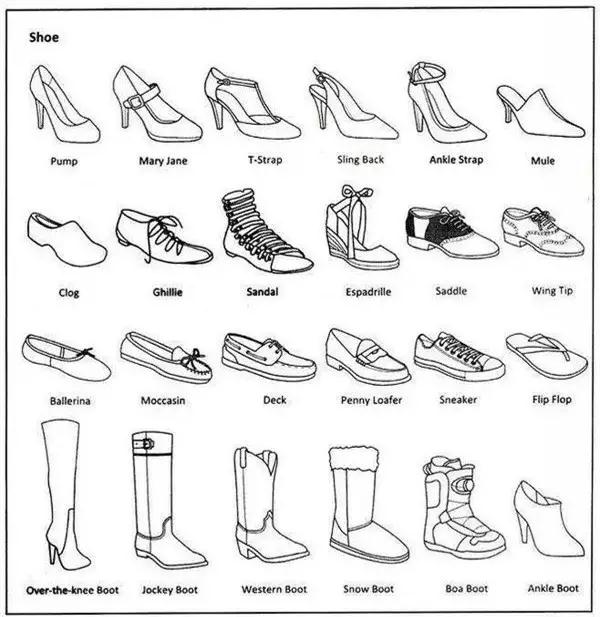 Shoe
Pump Mary Jane T-Strap Sling Back Ankle Strap Mule
Clog Ghillie Sandal Espadrille Saddle Wing Tip
Ballerina Moccasin Deck Penny Loafer Sneaker Flip Flop
Over-the-knee Boot Jockey Boot Western Boot Snow Boot Boa Boot Ankle Boot